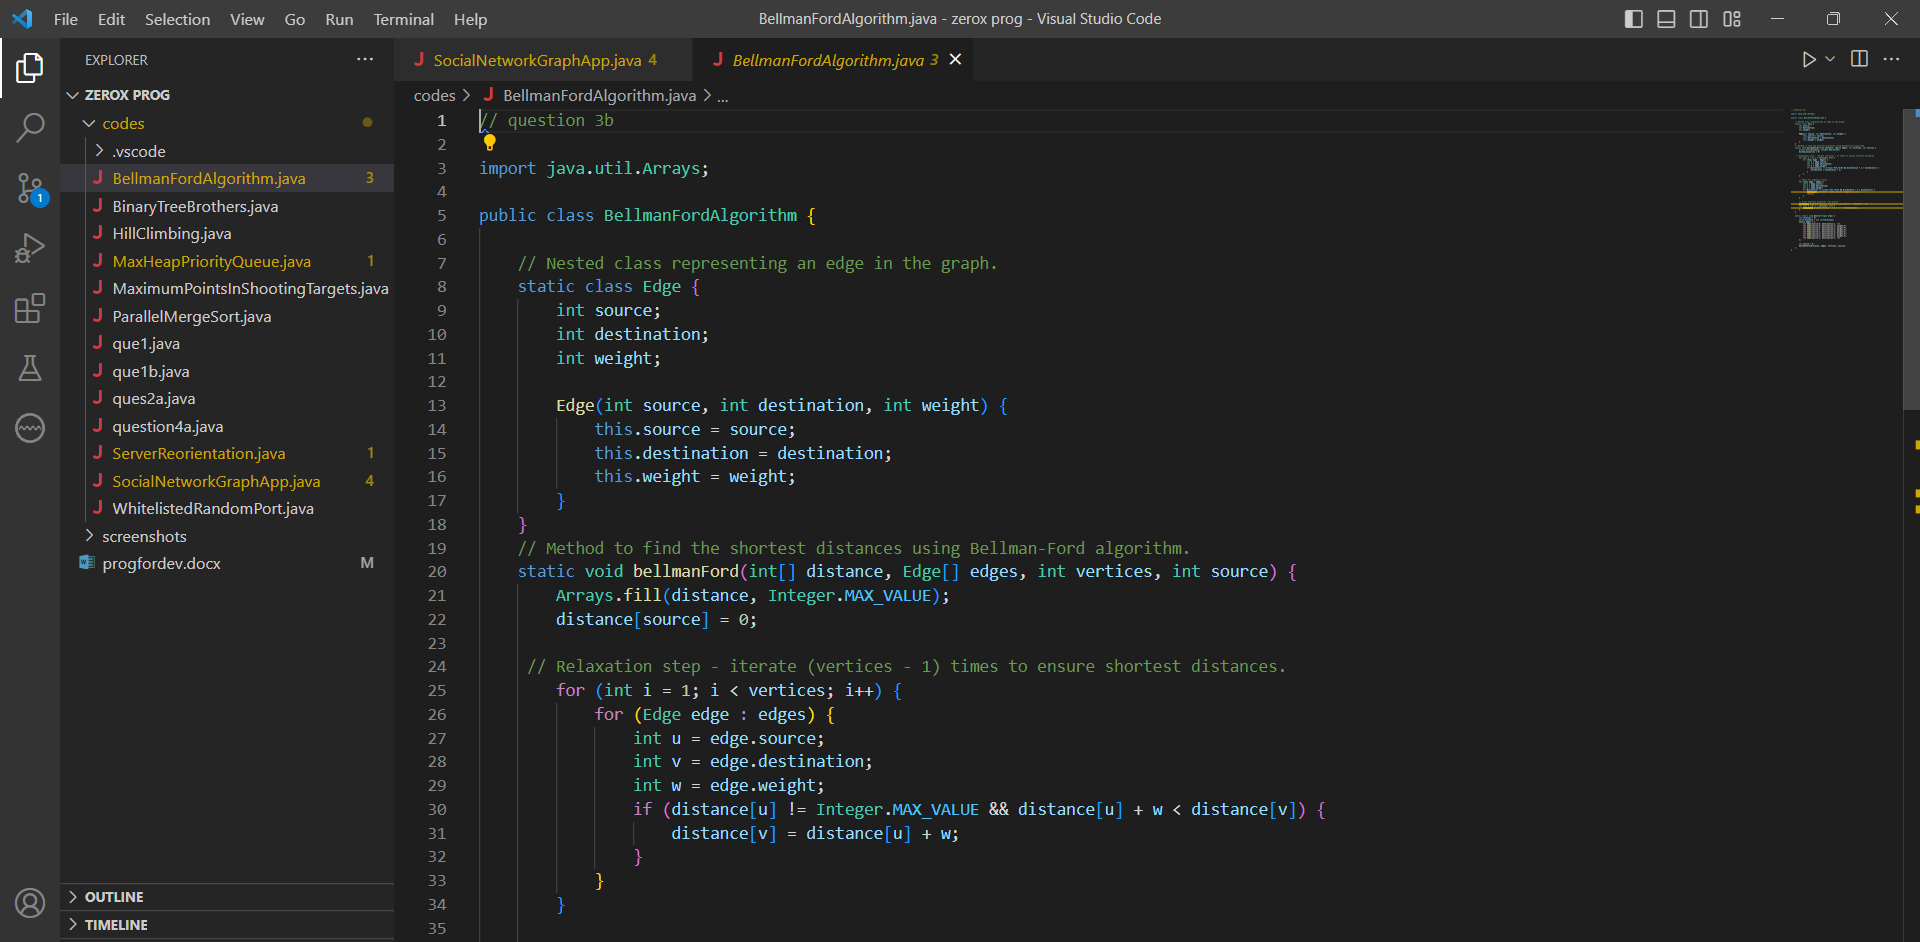 File Edit Selection View Go Run Terminal Help BellmanFordAlgorithm.java - zerox prog - Visual Studio Code
EXPLORER ...
ZEROX PROG
codes
.vscode
BellmanFordAlgorithm.java 3
BinaryTreeBrothers.java
HillClimbing.java
MaxHeapPriorityQueue.java 1
MaximumPointsInShootingTargets.java
ParallelMergeSort.java
que1.java
que1b.java
ques2a.java
question4a.java
ServerReorientation.java 1
SocialNetworkGraphApp.java 4
WhitelistedRandomPort.java
screenshots
progfordev.docx M
OUTLINE
TIMELINE
1
SocialNetworkGraphApp.java 4 BellmanFordAlgorithm.java 3
codes > BellmanFordAlgorithm.java > ...
1 // question 3b
2
3 import java.util.Arrays;
4
5 public class BellmanFordAlgorithm {
6
7 // Nested class representing an edge in the graph.
8 static class Edge {
9 int source;
10 int destination;
11 int weight;
12
13 Edge(int source, int destination, int weight) {
14 this.source = source;
15 this.destination = destination;
16 this.weight = weight;
17 }
18 }
19 // Method to find the shortest distances using Bellman-Ford algorithm.
20 static void bellmanFord(int[] distance, Edge[] edges, int vertices, int source) {
21 Arrays.fill(distance, Integer.MAX_VALUE);
22 distance[source] = 0;
23
24 // Relaxation step - iterate (vertices - 1) times to ensure shortest distances.
25 for (int i = 1; i < vertices; i++) {
26 for (Edge edge : edges) {
27 int u = edge.source;
28 int v = edge.destination;
29 int w = edge.weight;
30 if (distance[u] != Integer.MAX_VALUE && distance[u] + w < distance[v]) {
31 distance[v] = distance[u] + w;
32 }
33 }
34 }
35